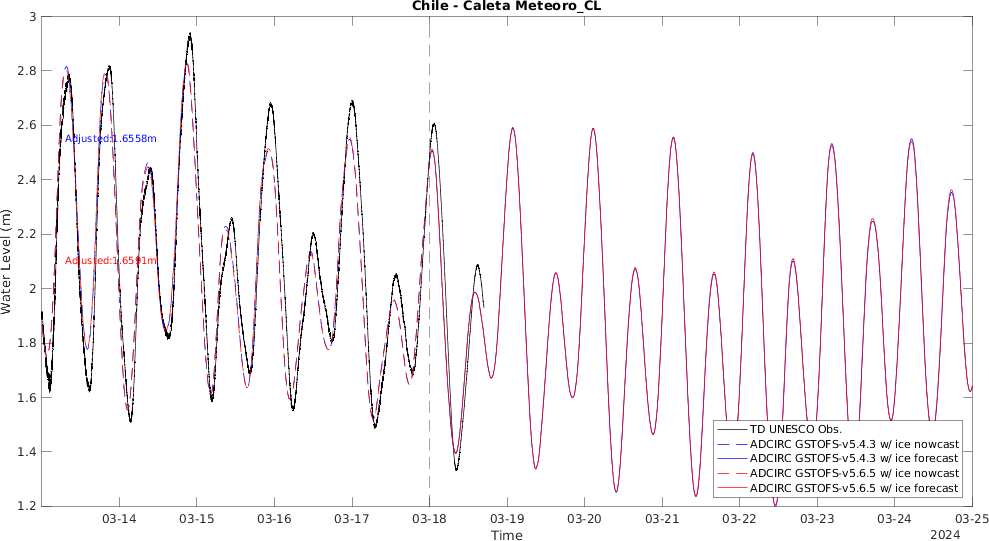 Chile - Caleta Meteoro_CL
3
2.8
2.6
2.4
2.2
2
1.8
1.6
1.4
1.2
Water Level (m)
Adjusted:1.6558m
Adjusted:1.6591m
TD UNESCO Obs.
ADCIRC GSTOFS-v5.4.3 w/ ice nowcast
ADCIRC GSTOFS-v5.4.3 w/ ice forecast
ADCIRC GSTOFS-v5.6.5 w/ ice nowcast
ADCIRC GSTOFS-v5.6.5 w/ ice forecast
03-14 03-15 03-16 03-17 03-18 03-19 03-20 03-21 03-22 03-23 03-24 03-25
Time
2024